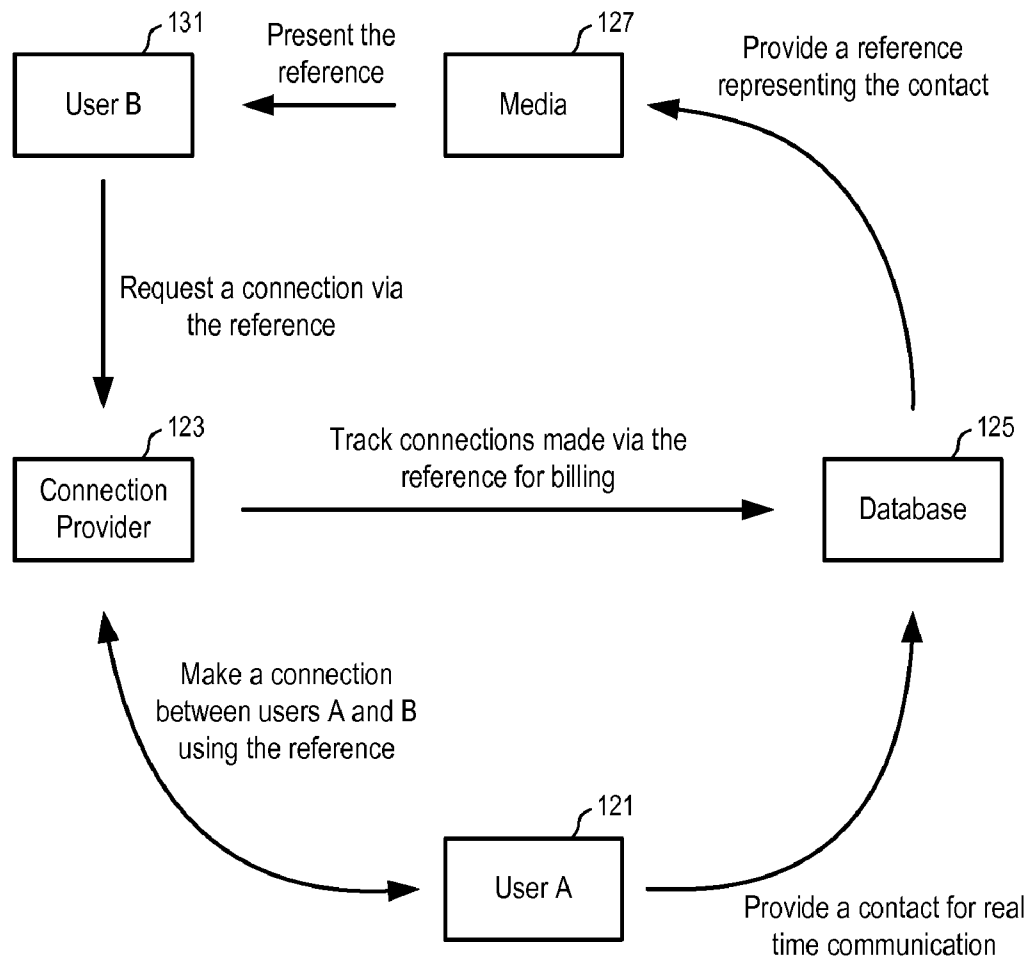 131
User B
Present the
reference
127
Media
Provide a reference
representing the contact
Request a connection via
the reference
123
Connection
Provider
Track connections made via the
reference for billing
125
Database
Make a connection
between users A and B
using the reference
121
User A
Provide a contact for real
time communication